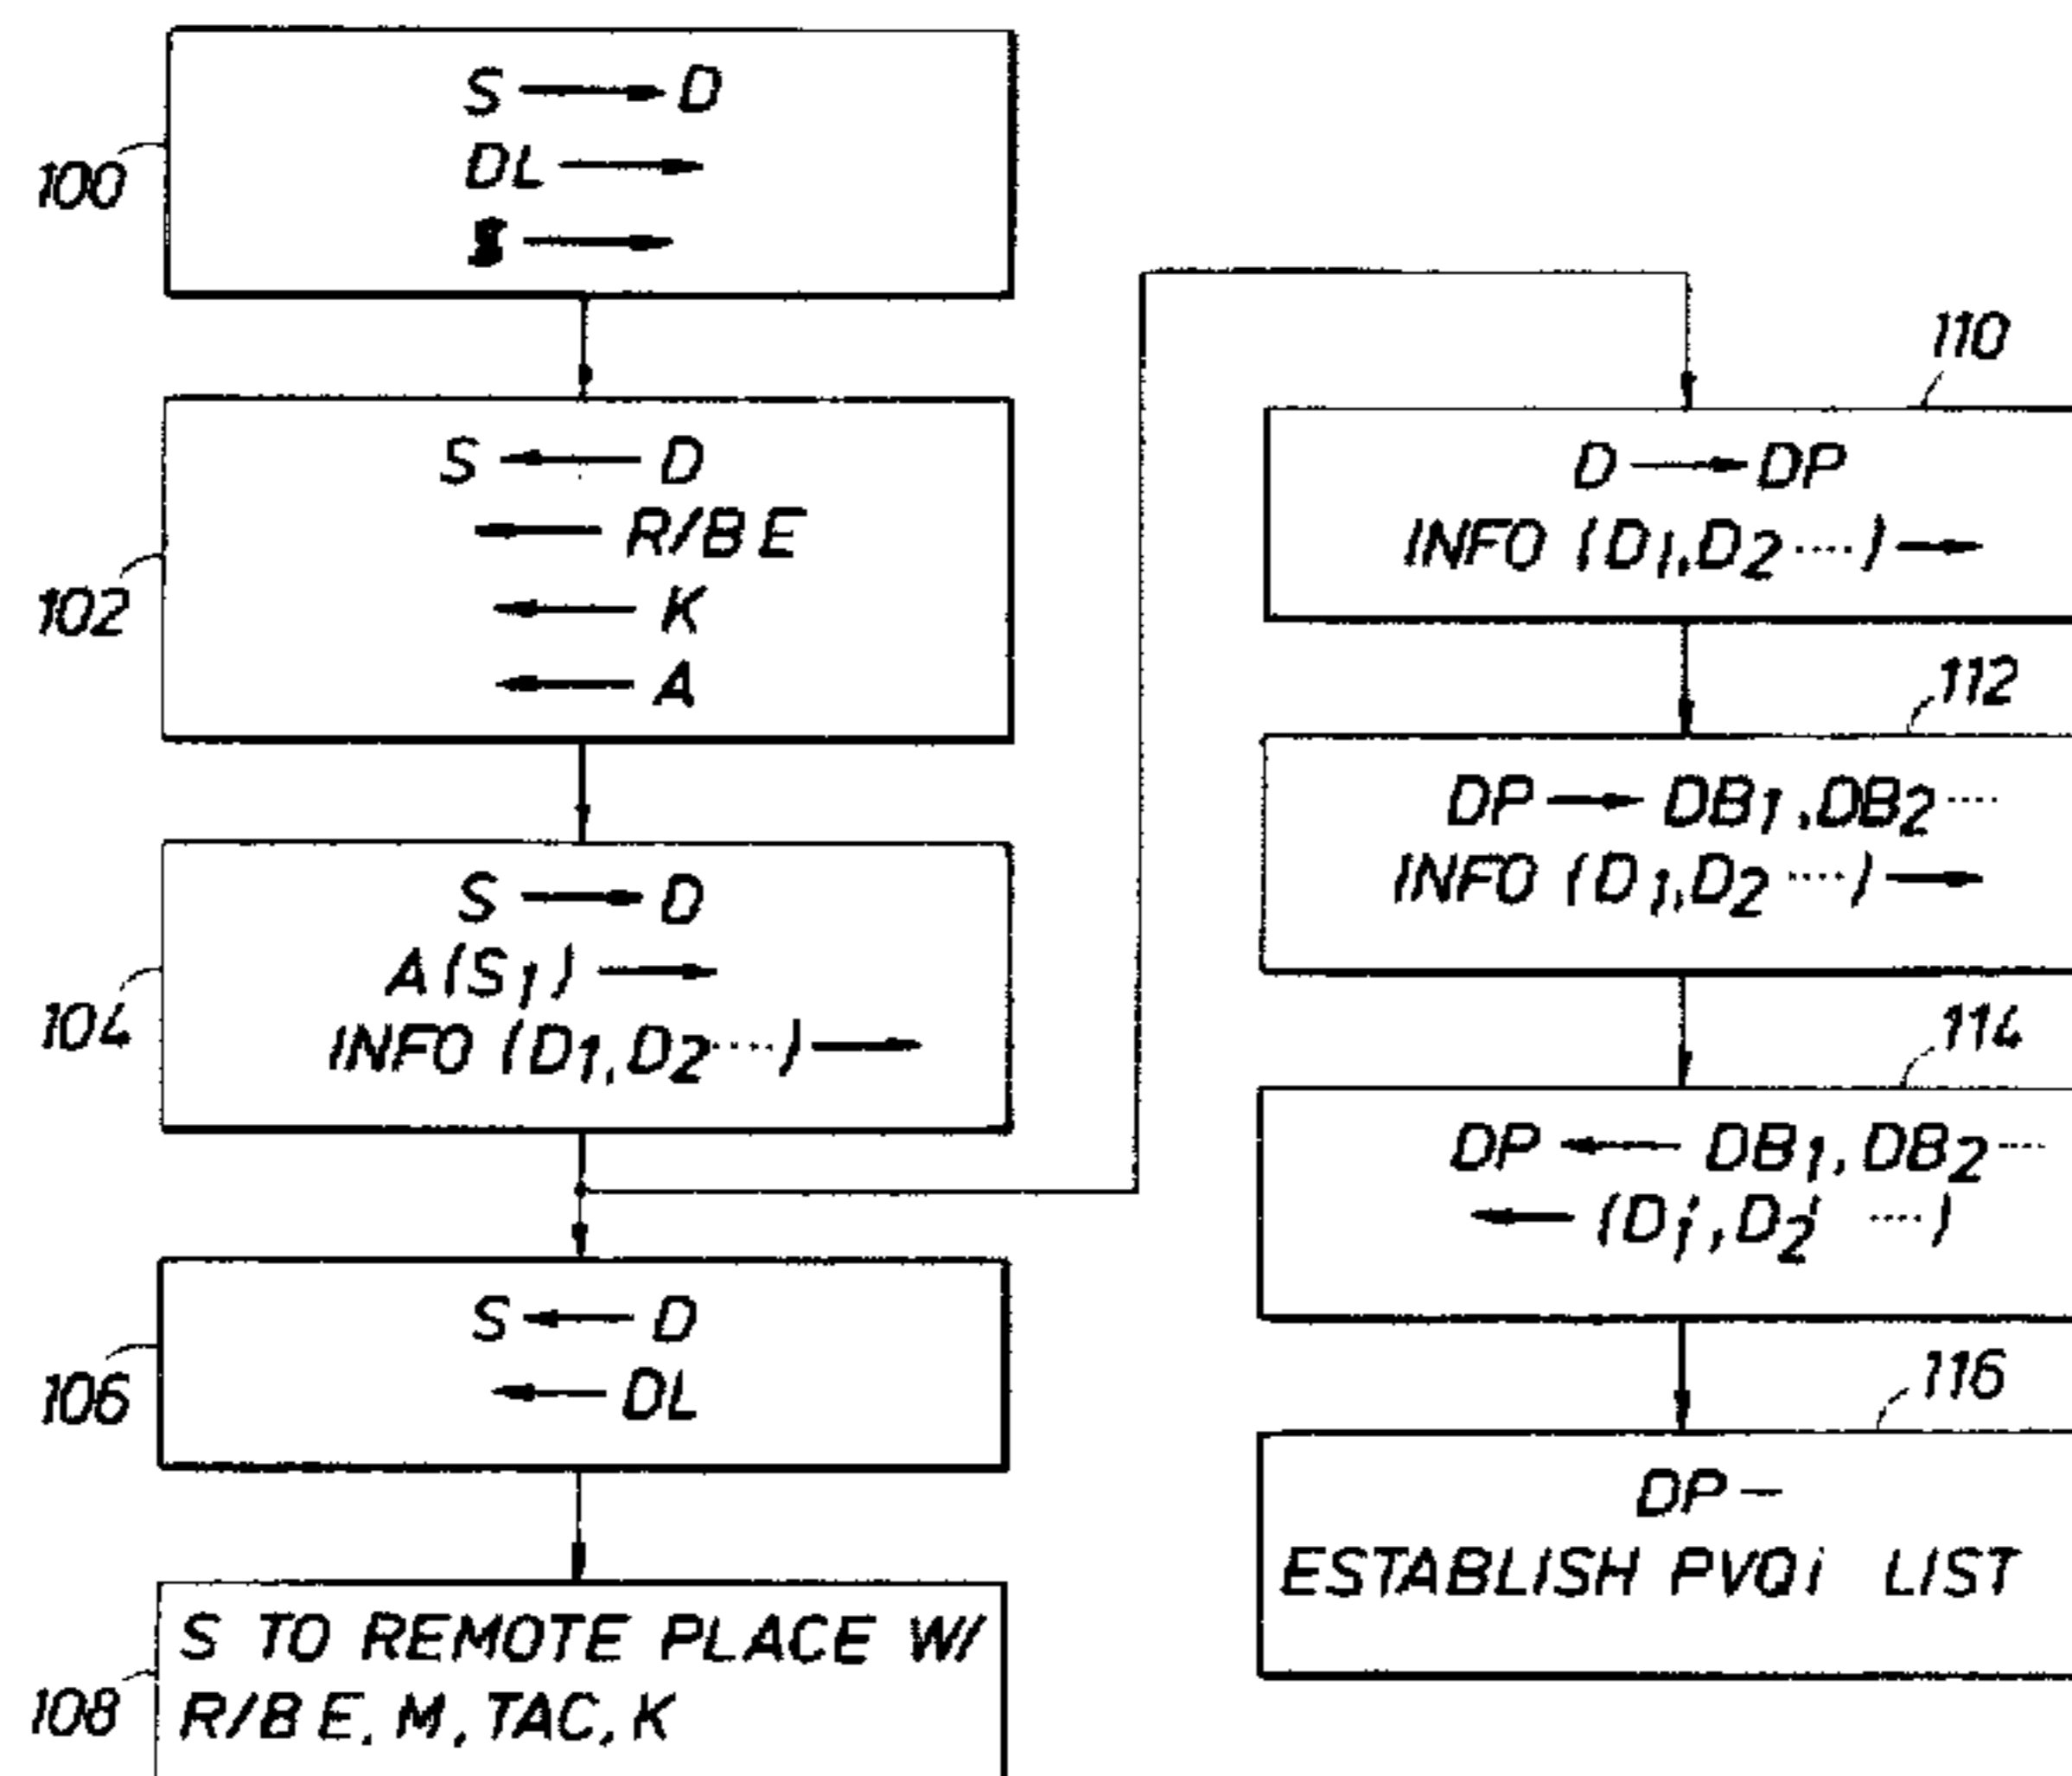 100
S → D
DL →
$ →
102
S ← D
← R/B E
← K
← A
104
S → D
A(S1) →
INFO (D1,D2....) →
106
S ← D
← DL
108
S TO REMOTE PLACE W/
R/B E, M, TAC, K
110
D → DP
INFO (D1,D2....) →
112
DP → DB1,DB2....
INFO (D1,D2....) →
114
DP ← DB1,DB2....
← (D1',D2' ....)
116
DP —
ESTABLISH PVQi LIST